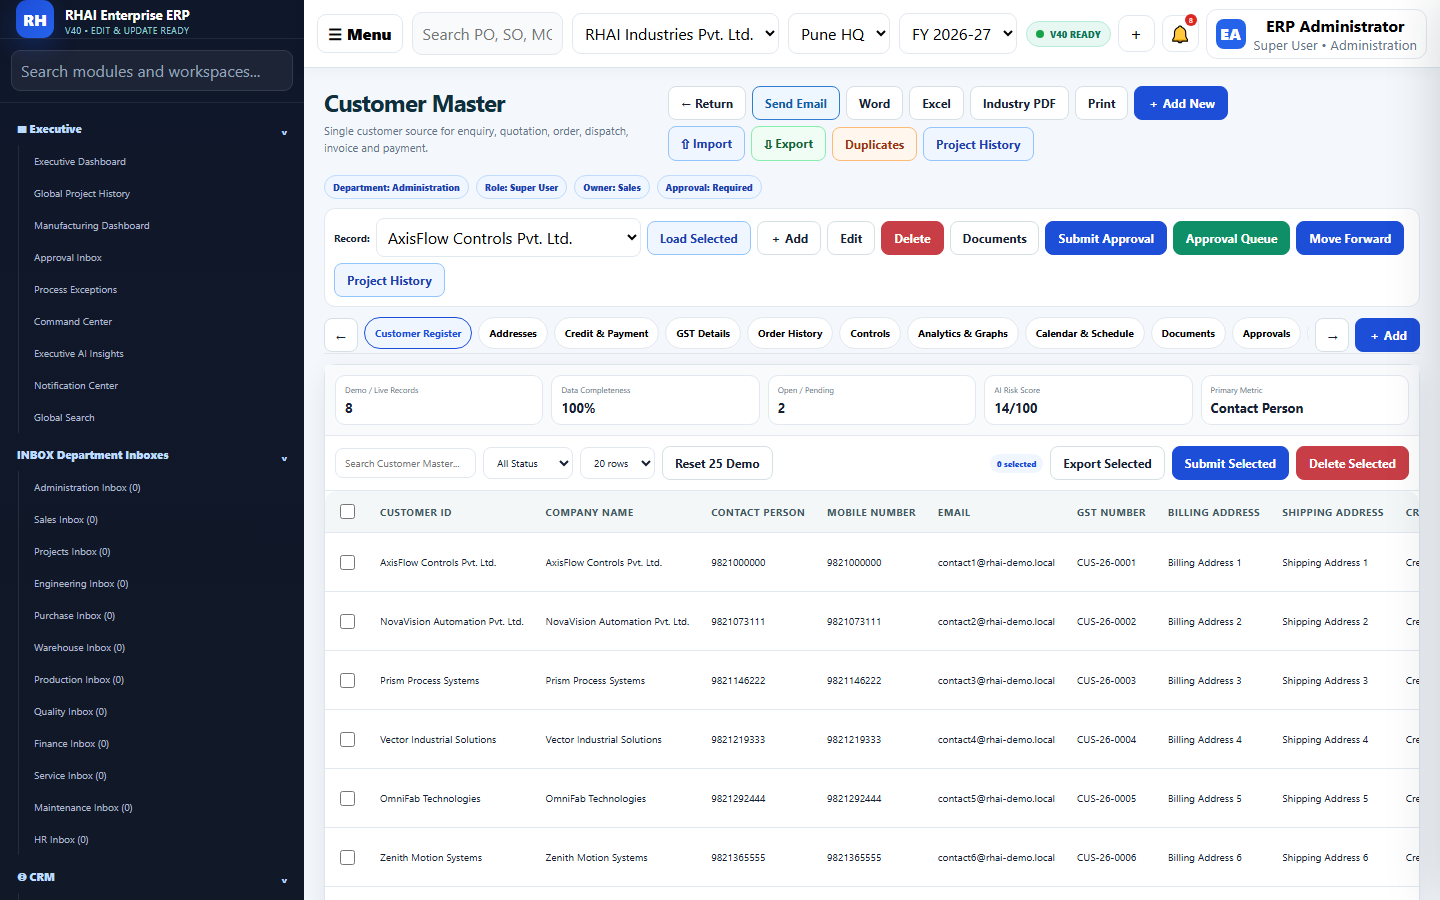 RH
RHAI Enterprise ERP
V40 • EDIT & UPDATE READY
Search modules and workspaces...
Executive
Executive Dashboard
Global Project History
Manufacturing Dashboard
Approval Inbox
Process Exceptions
Command Center
Executive AI Insights
Notification Center
Global Search
INBOX Department Inboxes
Administration Inbox (0)
Sales Inbox (0)
Projects Inbox (0)
Engineering Inbox (0)
Purchase Inbox (0)
Warehouse Inbox (0)
Production Inbox (0)
Quality Inbox (0)
Finance Inbox (0)
Service Inbox (0)
Maintenance Inbox (0)
HR Inbox (0)
CRM
☰ Menu
Search PO, SO, MC
RHAI Industries Pvt. Ltd.
Pune HQ
FY 2026-27
V40 READY
+
8
EA
ERP Administrator
Super User • Administration
Customer Master
Single customer source for enquiry, quotation, order, dispatch,
invoice and payment.
← Return
Send Email
Word
Excel
Industry PDF
Print
+ Add New
⇧ Import
⇩ Export
Duplicates
Project History
Department: Administration
Role: Super User
Owner: Sales
Approval: Required
Record:
AxisFlow Controls Pvt. Ltd.
Load Selected
+ Add
Edit
Delete
Documents
Submit Approval
Approval Queue
Move Forward
Project History
←
Customer Register
Addresses
Credit & Payment
GST Details
Order History
Controls
Analytics & Graphs
Calendar & Schedule
Documents
Approvals
→
+ Add
Demo / Live Records
8
Data Completeness
100%
Open / Pending
2
AI Risk Score
14/100
Primary Metric
Contact Person
Search Customer Master...
All Status
20 rows
Reset 25 Demo
0 selected
Export Selected
Submit Selected
Delete Selected
CUSTOMER ID COMPANY NAME CONTACT PERSON MOBILE NUMBER EMAIL GST NUMBER BILLING ADDRESS SHIPPING ADDRESS CR
AxisFlow Controls Pvt. Ltd. AxisFlow Controls Pvt. Ltd. 9821000000 9821000000 contact1@rhai-demo.local CUS-26-0001 Billing Address 1 Shipping Address 1 Cre
NovaVision Automation Pvt. Ltd. NovaVision Automation Pvt. Ltd. 9821073111 9821073111 contact2@rhai-demo.local CUS-26-0002 Billing Address 2 Shipping Address 2 Cre
Prism Process Systems Prism Process Systems 9821146222 9821146222 contact3@rhai-demo.local CUS-26-0003 Billing Address 3 Shipping Address 3 Cre
Vector Industrial Solutions Vector Industrial Solutions 9821219333 9821219333 contact4@rhai-demo.local CUS-26-0004 Billing Address 4 Shipping Address 4 Cre
OmniFab Technologies OmniFab Technologies 9821292444 9821292444 contact5@rhai-demo.local CUS-26-0005 Billing Address 5 Shipping Address 5 Cre
Zenith Motion Systems Zenith Motion Systems 9821365555 9821365555 contact6@rhai-demo.local CUS-26-0006 Billing Address 6 Shipping Address 6 Cre